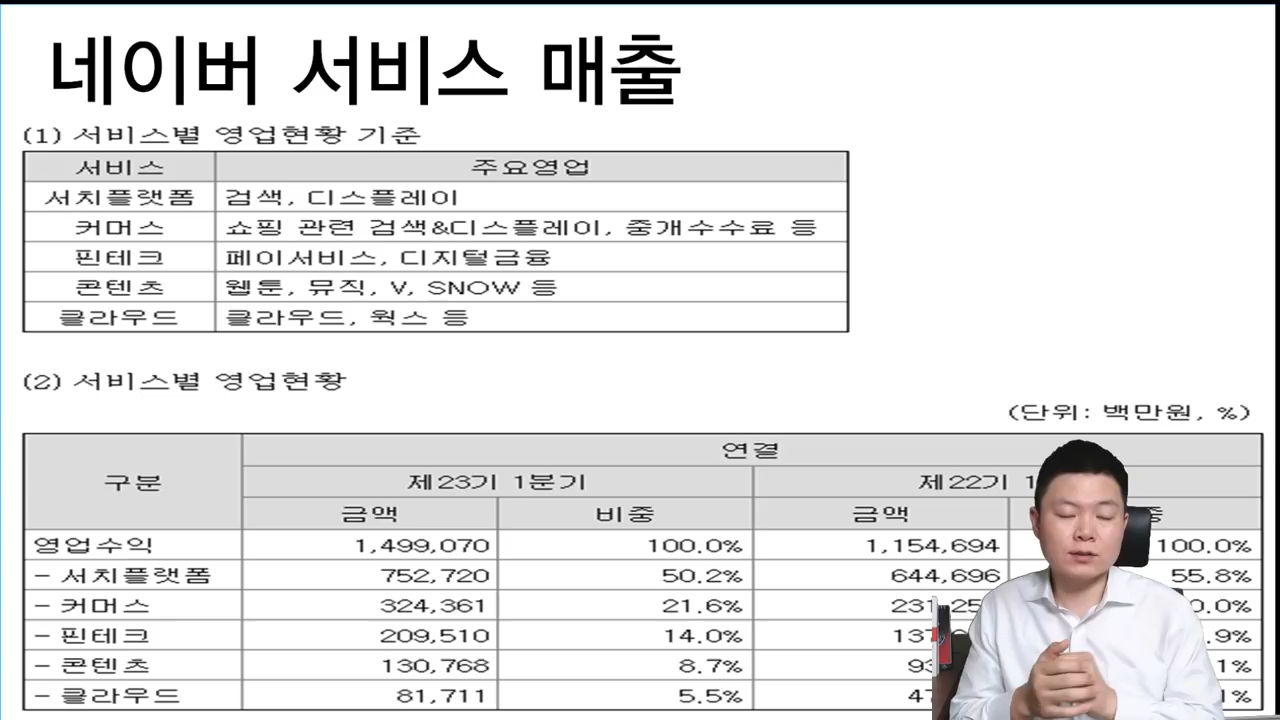 네이버 서비스 매출
(1) 서비스별 영업현황 기준
서비스 주요영업
서치플랫폼 검색, 디스플레이
커머스 쇼핑 관련 검색&디스플레이, 중개수수료 등
핀테크 페이서비스, 디지털금융
콘텐츠 웹툰, 뮤직, V, SNOW 등
클라우드 클라우드, 웍스 등
(2) 서비스별 영업현황
(단위: 백만원, %)
구분 연결
제23기 1분기 제22기
금액 비중 금액
영업수익 1,499,070 100.0% 1,154,694 100.0%
- 서치플랫폼 752,720 50.2% 644,696 55.8%
- 커머스 324,361 21.6%
- 핀테크 209,510 14.0%
- 콘텐츠 130,768 8.7%
- 클라우드 81,711 5.5%